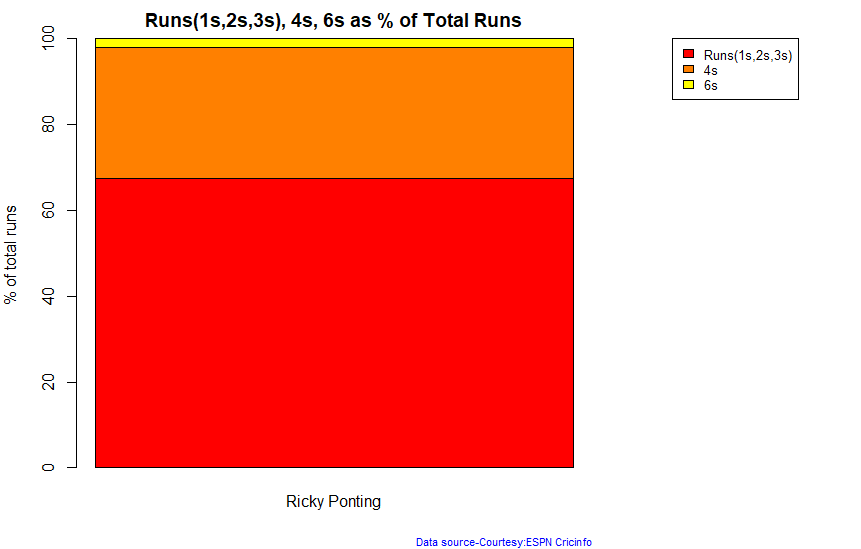 Runs(1s,2s,3s), 4s, 6s as % of Total Runs
Runs(1s,2s,3s)
4s
6s
% of total runs
100
80
60
40
20
0
Ricky Ponting
Data source-Courtesy:ESPN Cricinfo